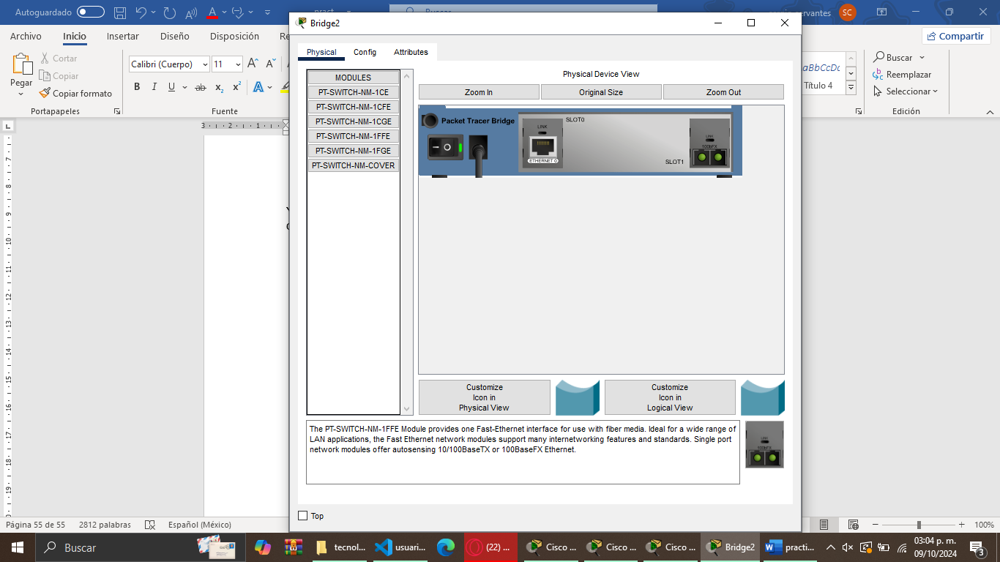 Autoguardado
Buscar
ervantes
SC
Bridge2
Archivo
Inicio
Insertar
Diseño
Disposición
Compartir
Pegar
Cortar
Copiar
Copiar formato
Portapapeles
Calibri (Cuerpo)
11
Fuente
Título 4
Buscar
Reemplazar
Seleccionar
Edición
Physical
Config
Attributes
MODULES
PT-SWITCH-NM-1CE
PT-SWITCH-NM-1CFE
PT-SWITCH-NM-1CGE
PT-SWITCH-NM-1FFE
PT-SWITCH-NM-1FGE
PT-SWITCH-NM-COVER
Physical Device View
Zoom In
Original Size
Zoom Out
Packet Tracer Bridge
LINK
ETHERNET 0
SLOT0
SLOT1
LINK
100bFX
Customize
Icon in
Physical View
Customize
Icon in
Logical View
The PT-SWITCH-NM-1FFE Module provides one Fast-Ethernet interface for use with fiber media. Ideal for a wide range of
LAN applications, the Fast Ethernet network modules support many internetworking features and standards. Single port
network modules offer autosensing 10/100BaseTX or 100BaseFX Ethernet.
LINK
100bFX
Top
Página 55 de 55
2812 palabras
Español (México)
100%
Buscar
tecnol...
usuari...
(22) ...
Cisco ...
Cisco ...
Cisco ...
Bridge2
practi...
03:04 p. m.
09/10/2024
3